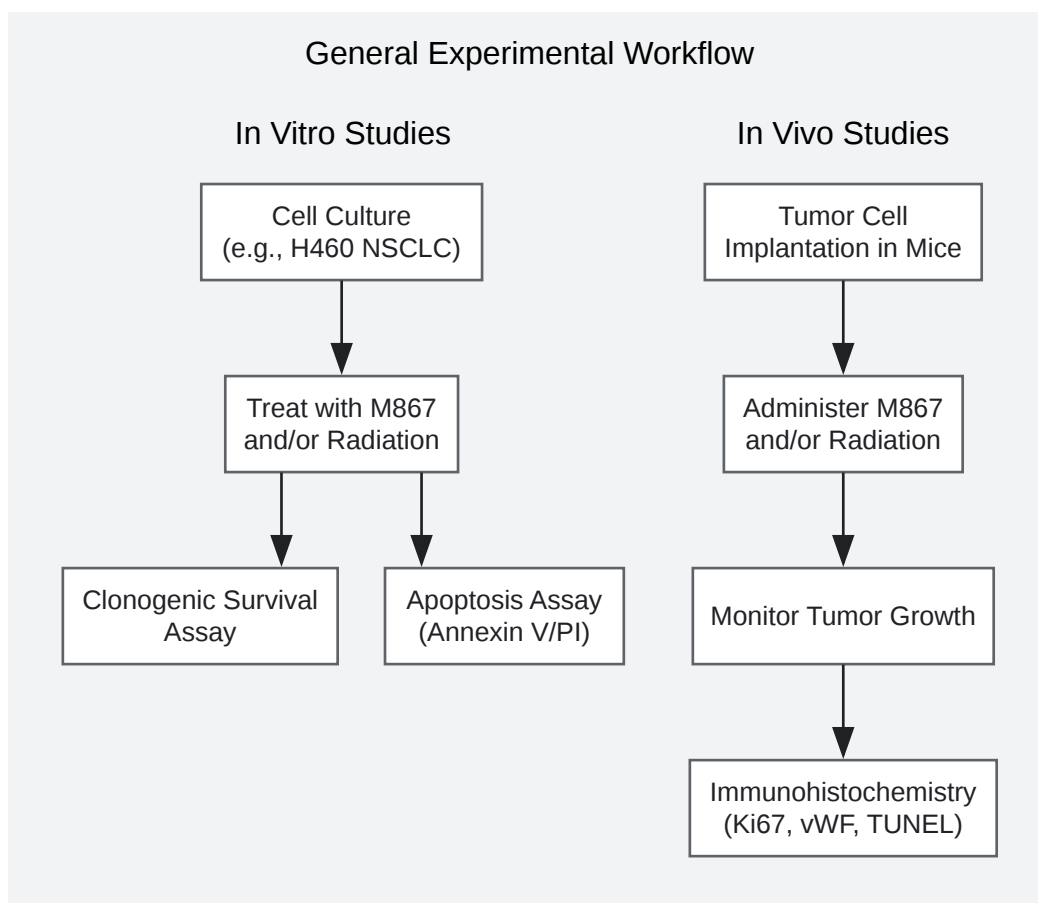 General Experimental Workflow
In Vitro Studies
Cell Culture
(e.g., H460 NSCLC)
Treat with M867
and/or Radiation
Clonogenic Survival
Assay
Apoptosis Assay
(Annexin V/PI)
In Vivo Studies
Tumor Cell
Implantation in Mice
Administer M867
and/or Radiation
Monitor Tumor Growth
Immunohistochemistry
(Ki67, vWF, TUNEL)